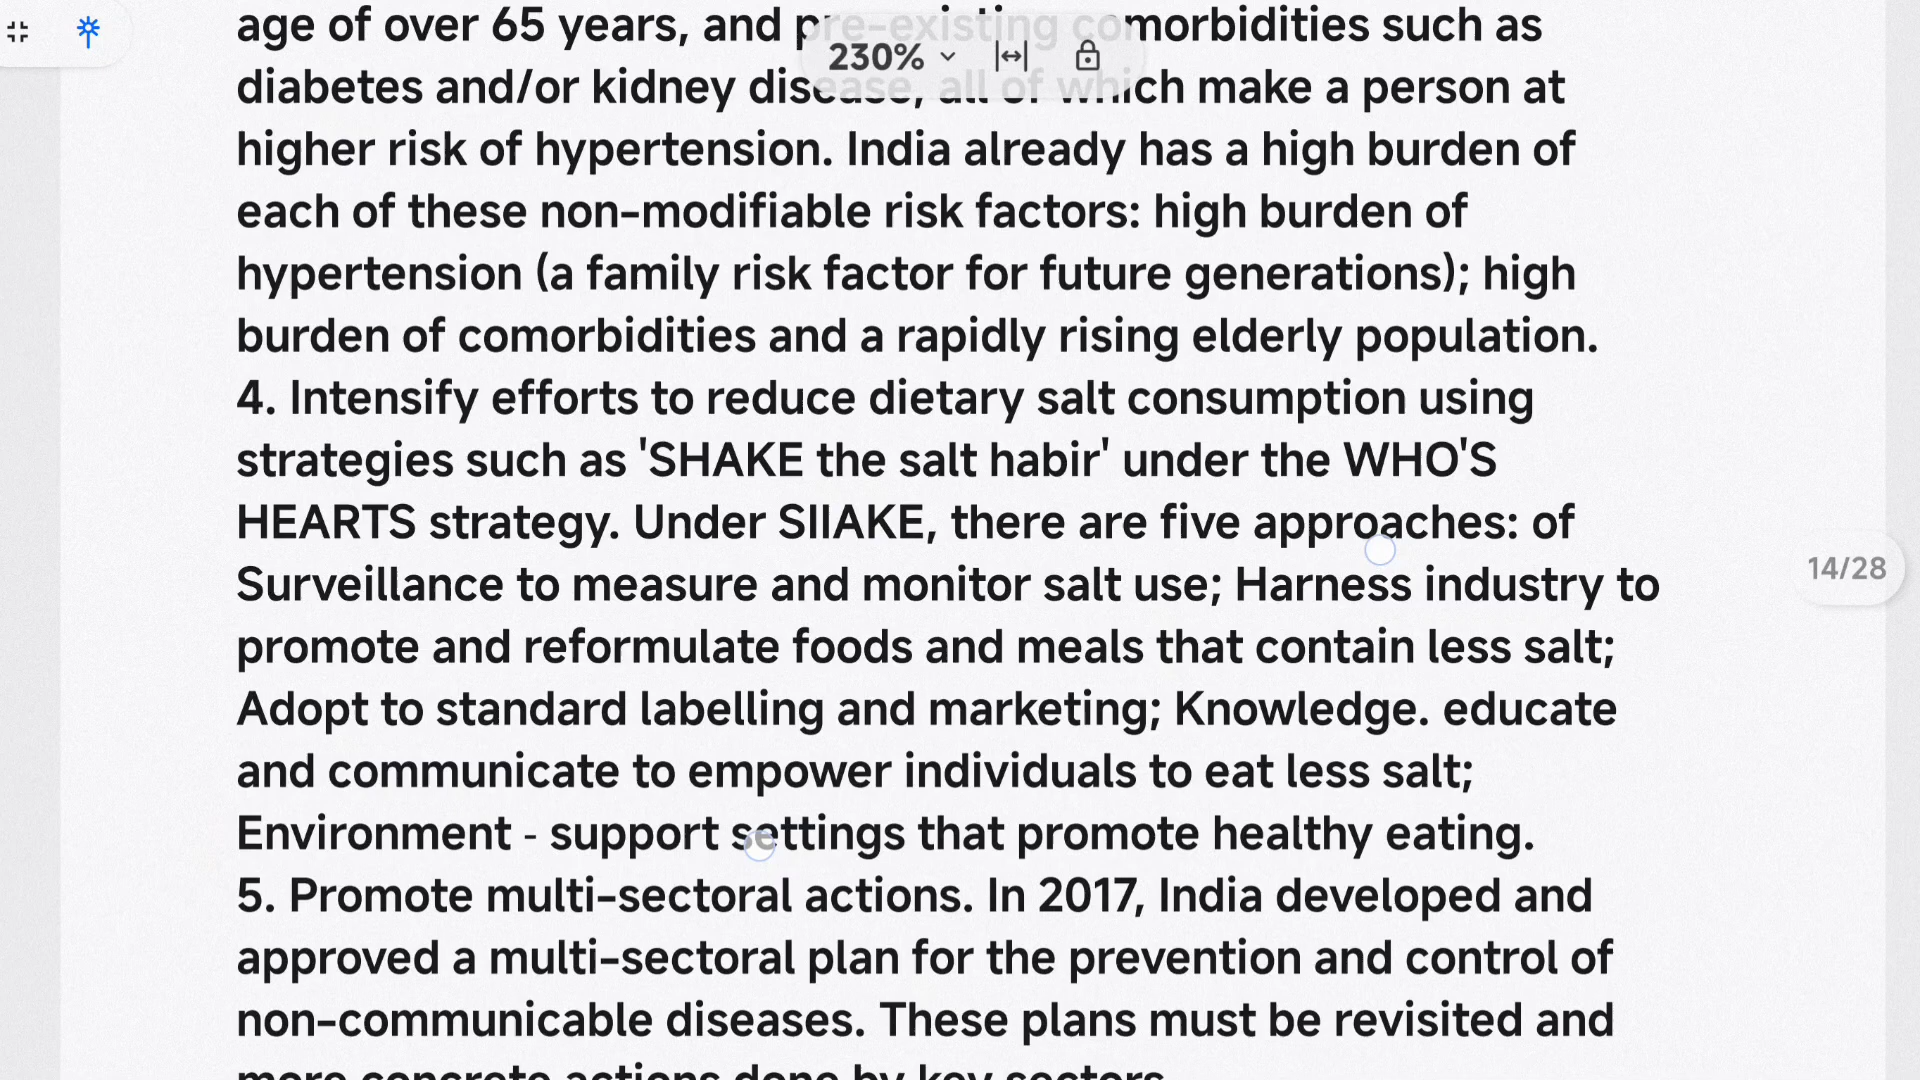 age of over 65 years, and pre-existing comorbidities such as
230%
diabetes and/or kidney disease, all of which make a person at
higher risk of hypertension. India already has a high burden of
each of these non-modifiable risk factors: high burden of
hypertension (a family risk factor for future generations); high
burden of comorbidities and a rapidly rising elderly population.
4. Intensify efforts to reduce dietary salt consumption using
strategies such as 'SHAKE the salt habir' under the WHO'S
HEARTS strategy. Under SIIAKE, there are five approaches: of
14/28
Surveillance to measure and monitor salt use; Harness industry to
promote and reformulate foods and meals that contain less salt;
Adopt to standard labelling and marketing; Knowledge. educate
and communicate to empower individuals to eat less salt;
Environment - support settings that promote healthy eating.
5. Promote multi-sectoral actions. In 2017, India developed and
approved a multi-sectoral plan for the prevention and control of
non-communicable diseases. These plans must be revisited and
more concrete actions done by key sectors